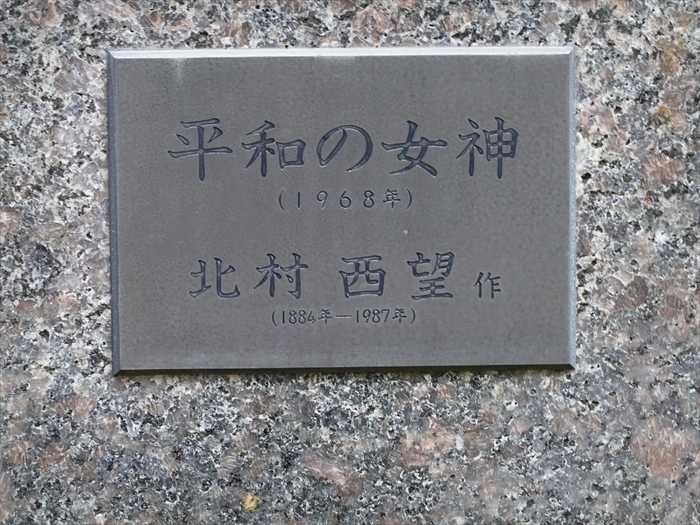 平和の女神
(1968年)
北村 西望 作
(1884年—1987年)